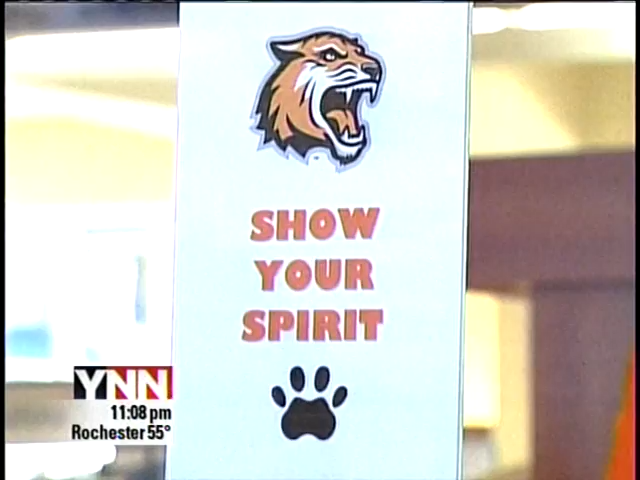 SHOW
YOUR
SPIRIT
YNN
11:08 pm
Rochester 55°